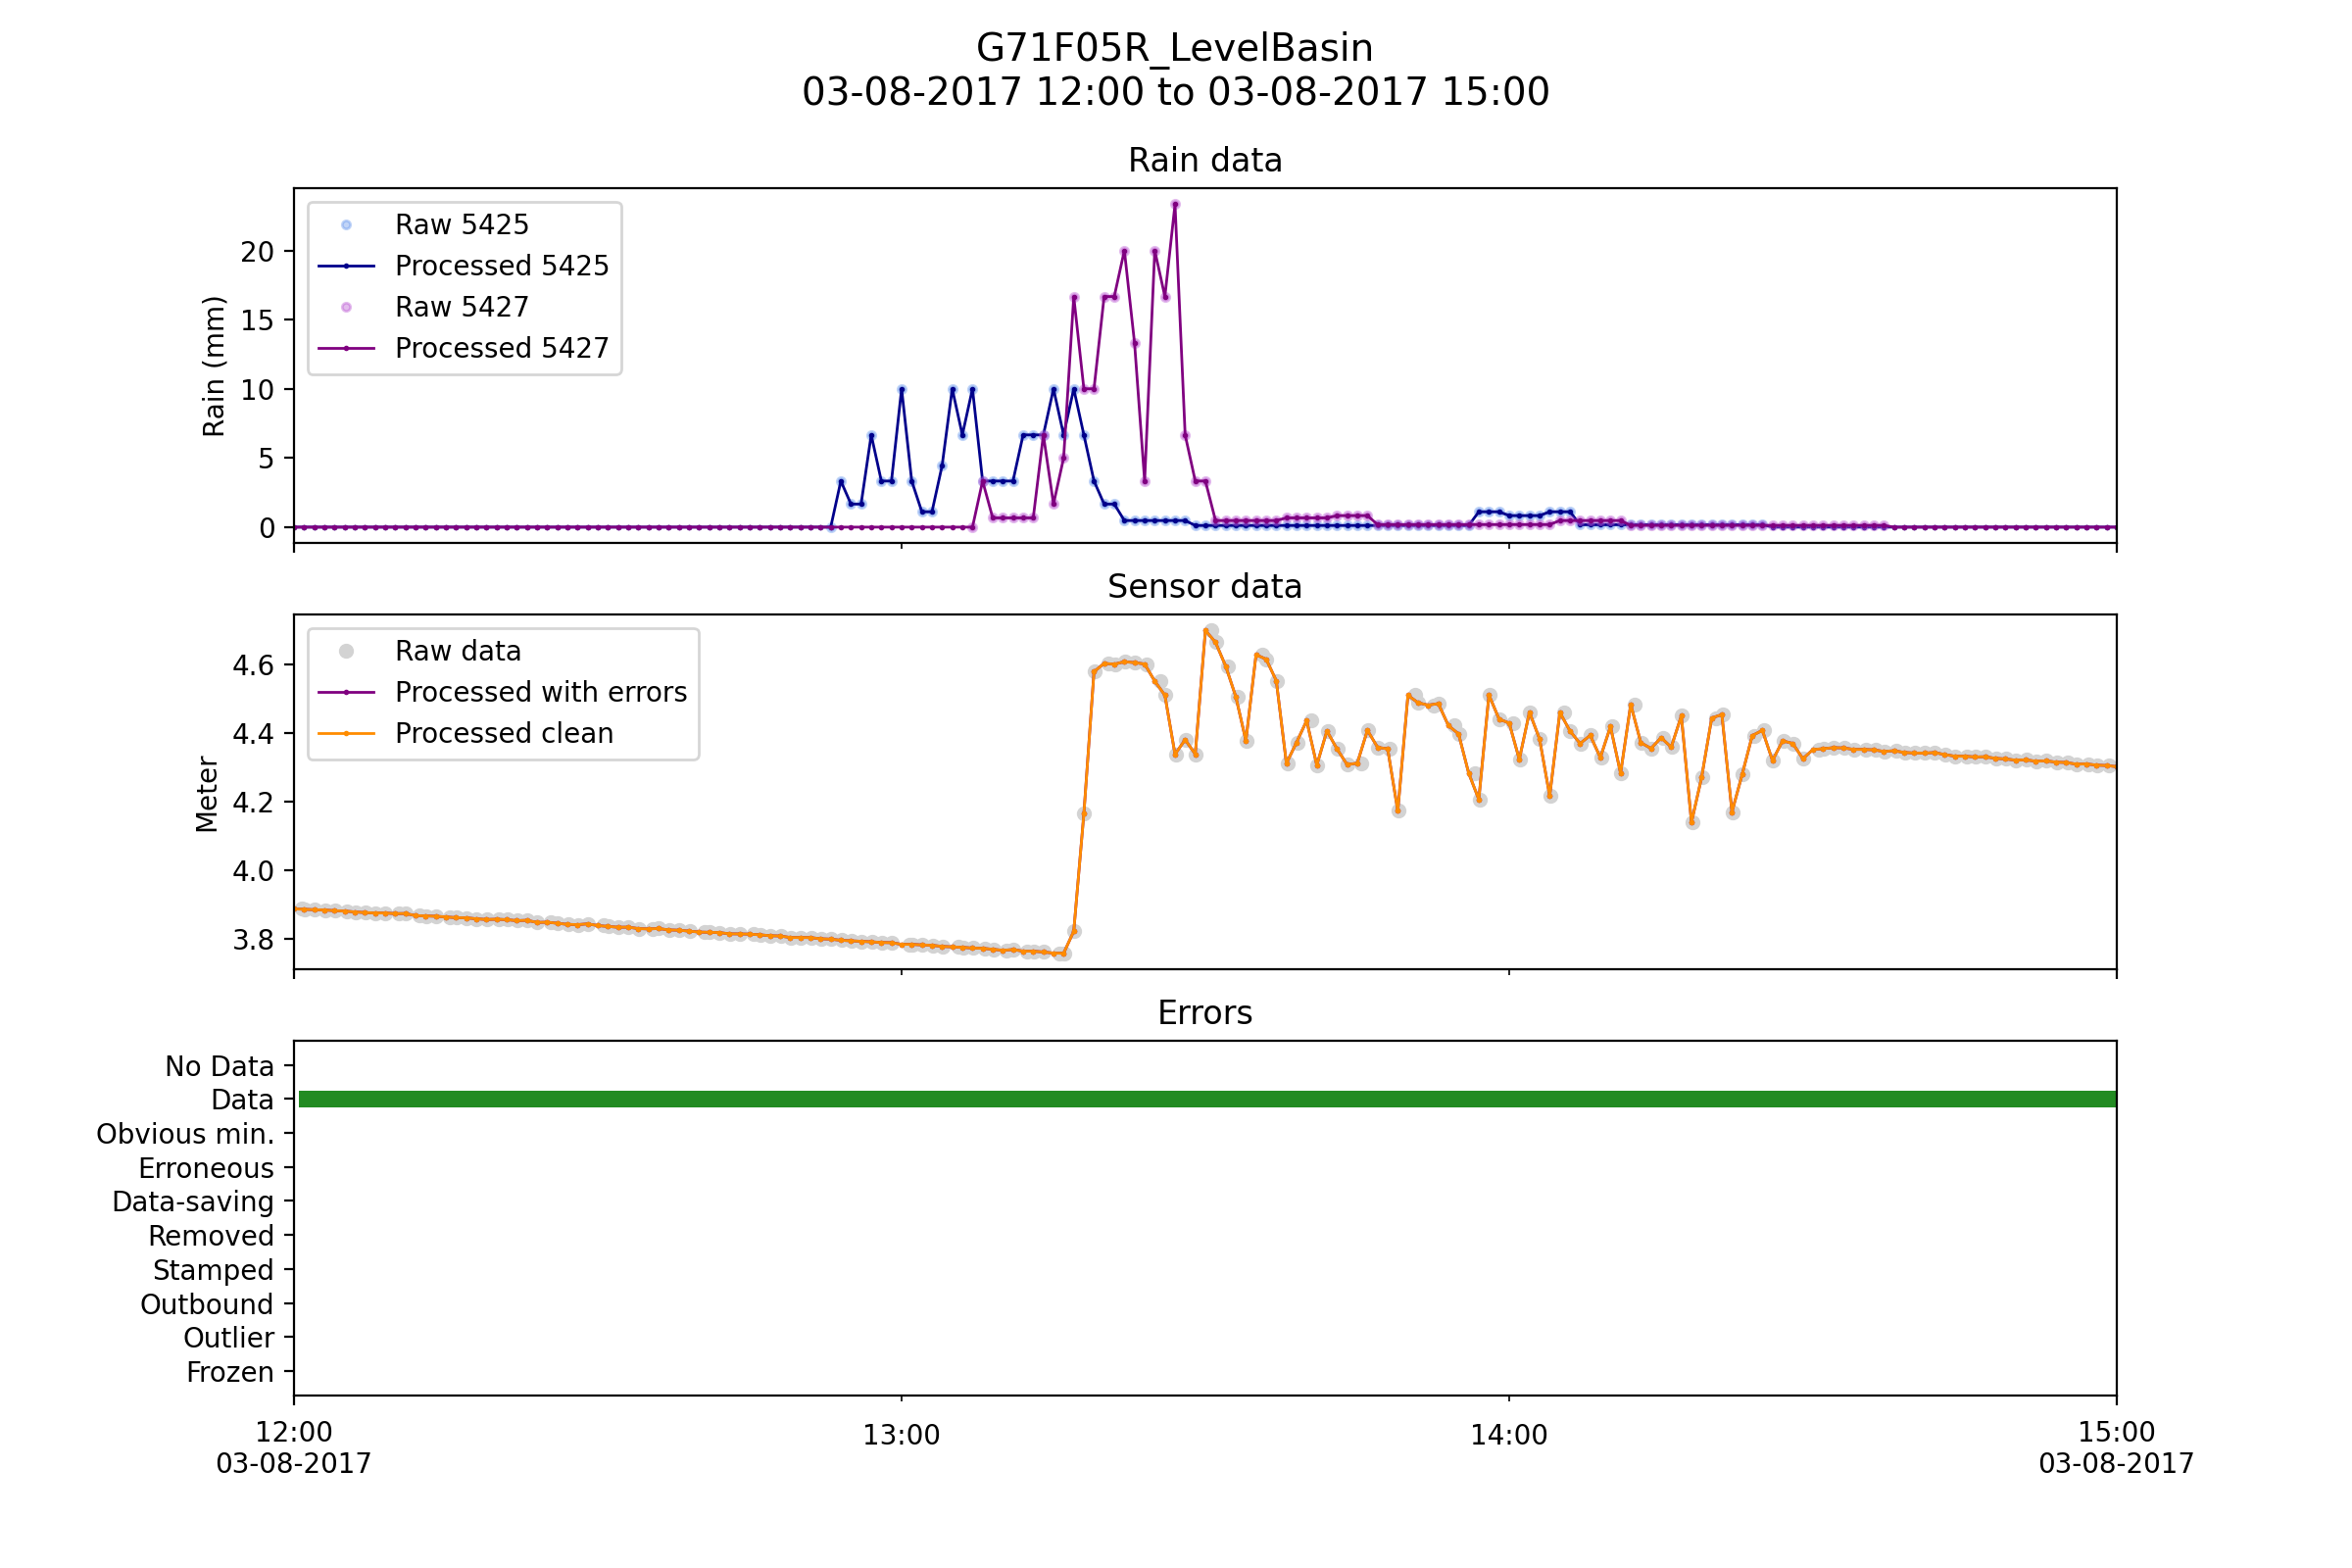 G71F05R_LevelBasin
03-08-2017 12:00 to 03-08-2017 15:00
Rain data
Rain (mm)
20
15
10
5
0
Raw 5425
Processed 5425
Raw 5427
Processed 5427
Sensor data
Meter
4.6
4.4
4.2
4.0
3.8
Raw data
Processed with errors
Processed clean
Errors
No Data
Data
Obvious min.
Erroneous
Data-saving
Removed
Stamped
Outbound
Outlier
Frozen
12:00
03-08-2017
13:00
14:00
15:00
03-08-2017